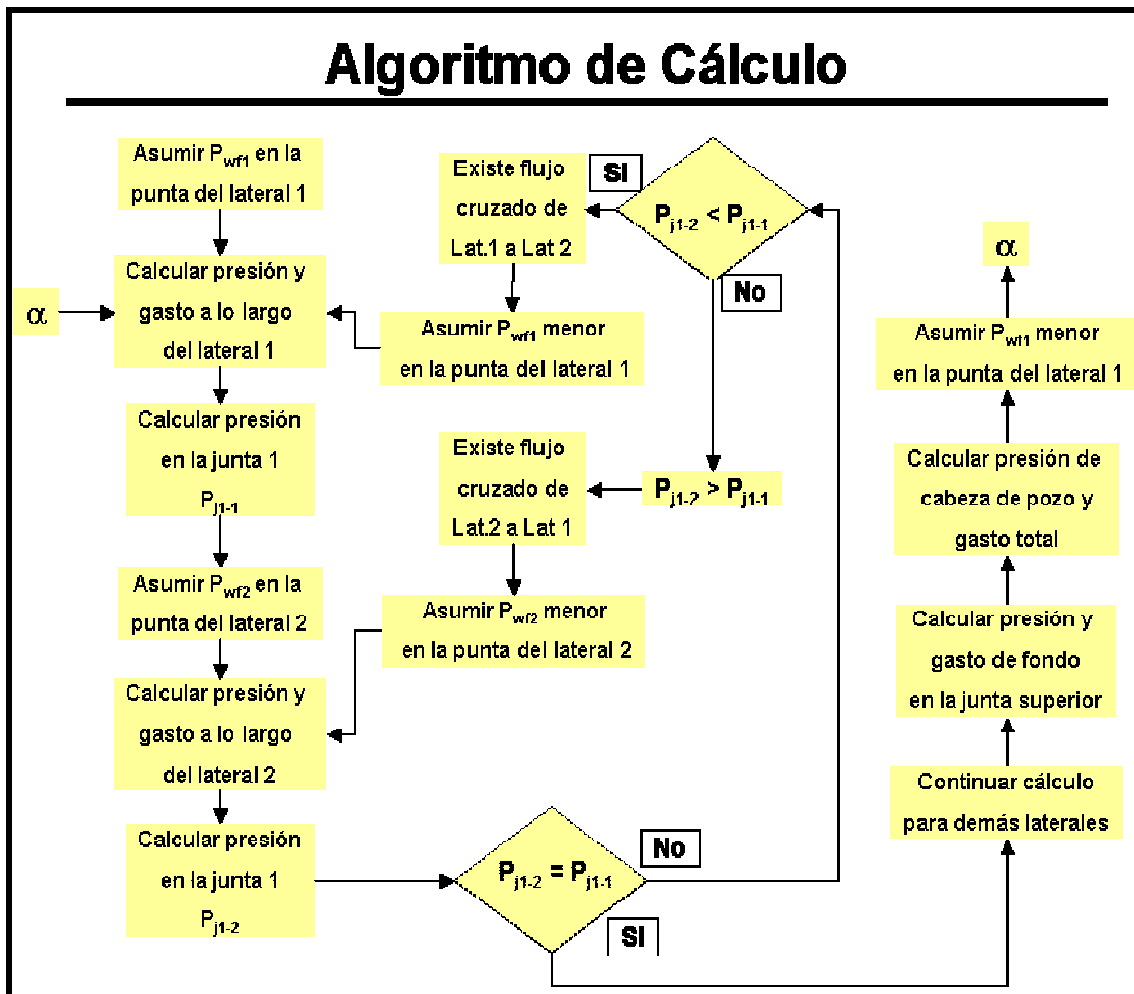 Algoritmo de Cálculo
Asumir Pwf1 en la
punta del lateral 1
α
Calcular presión y
gasto a lo largo
del lateral 1
Calcular presión
en la junta 1
Pj1-1
Asumir Pwf2 en la
punta del lateral 2
Calcular presión y
gasto a lo largo
del lateral 2
Calcular presión
en la junta 1
Pj1-2
Pj1-2 = Pj1-1
No
SI
Pj1-2 < Pj1-1
SI
No
Existe flujo
cruzado de
Lat.1 a Lat 2
Asumir Pwf1 menor
en la punta del lateral 1
Pj1-2 > Pj1-1
Existe flujo
cruzado de
Lat.2 a Lat 1
Asumir Pwf2 menor
en la punta del lateral 2
α
Asumir Pwf1 menor
en la punta del lateral 1
Calcular presión de
cabeza de pozo y
gasto total
Calcular presión y
gasto de fondo
en la junta superior
Continuar cálculo
para demás laterales